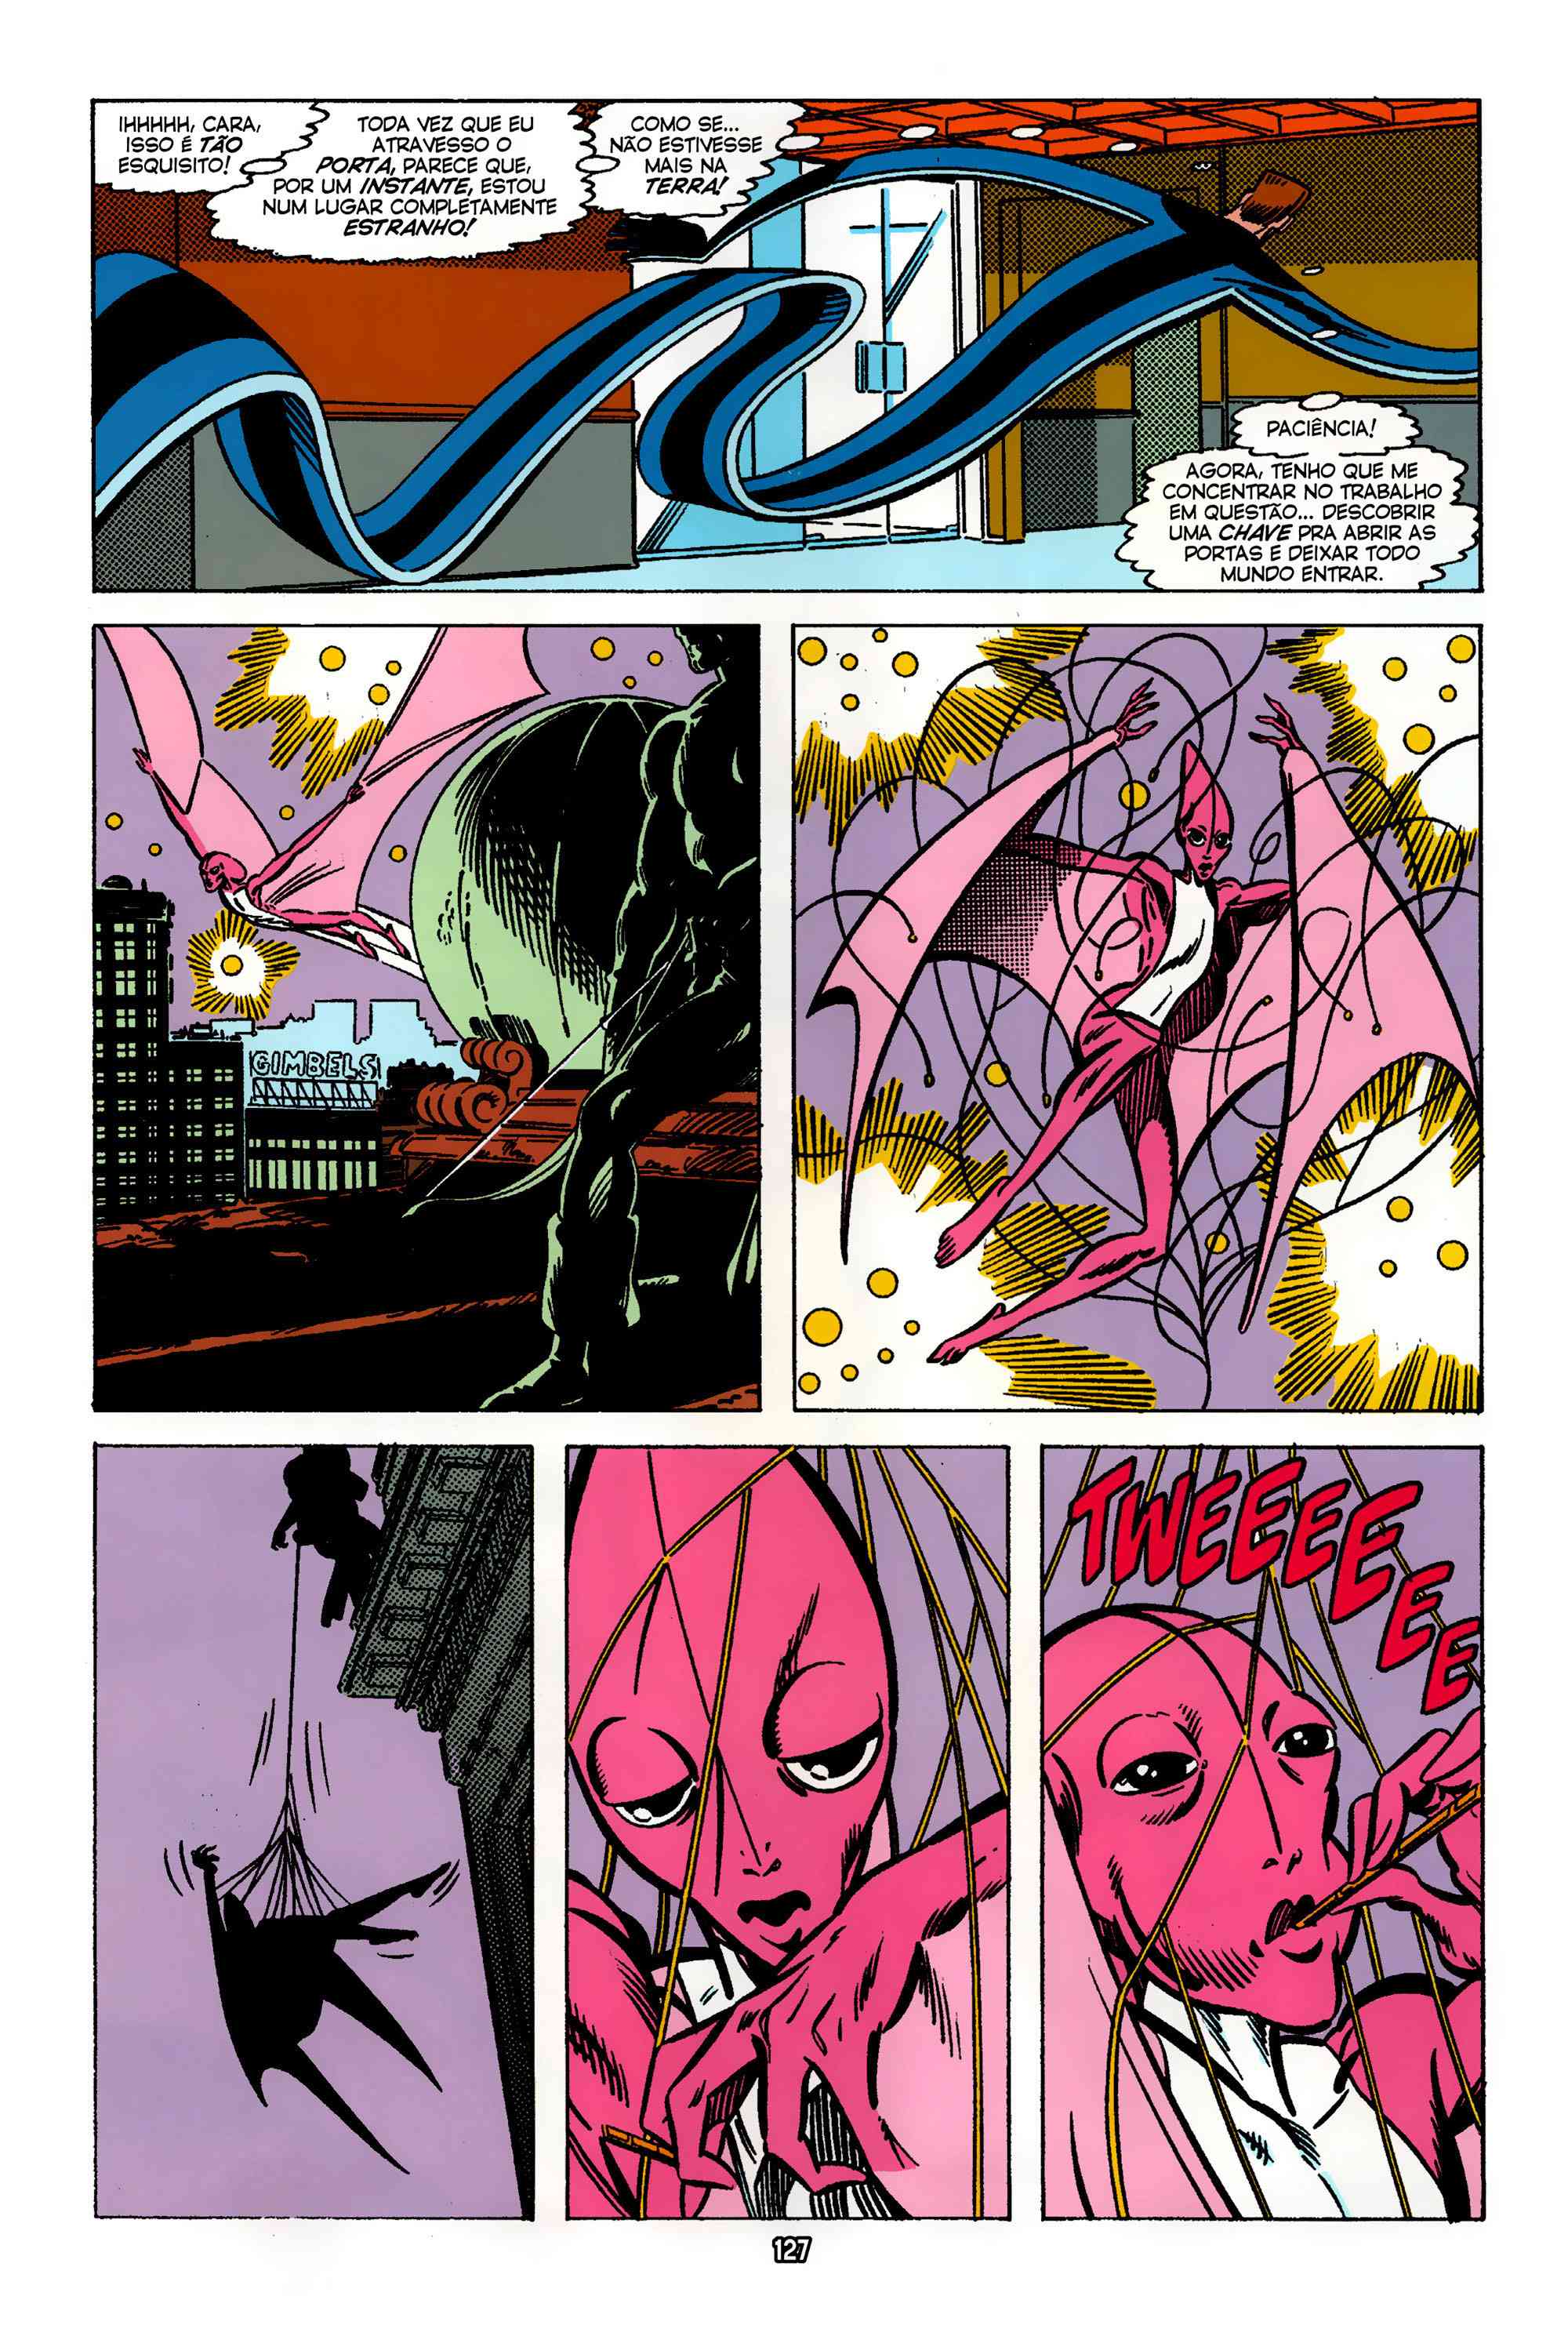 IHHHHH, CARA,
ISSO É TÃO
ESQUISITO!
TODA VEZ QUE EU
ATRAVESSO O
PORTA, PARECE QUE,
POR UM INSTANTE, ESTOU
NUM LUGAR COMPLETAMENTE
ESTRANHO!
COMO SE...
NÃO ESTIVESSE
MAIS NA
TERRA!
PACIÊNCIA!
AGORA, TENHO QUE ME
CONCENTRAR NO TRABALHO
EM QUESTÃO... DESCOBRIR
UMA CHAVE PRA ABRIR AS
PORTAS E DEIXAR TODO
MUNDO ENTRAR.
GIMBELS
TWEEEEEE
127